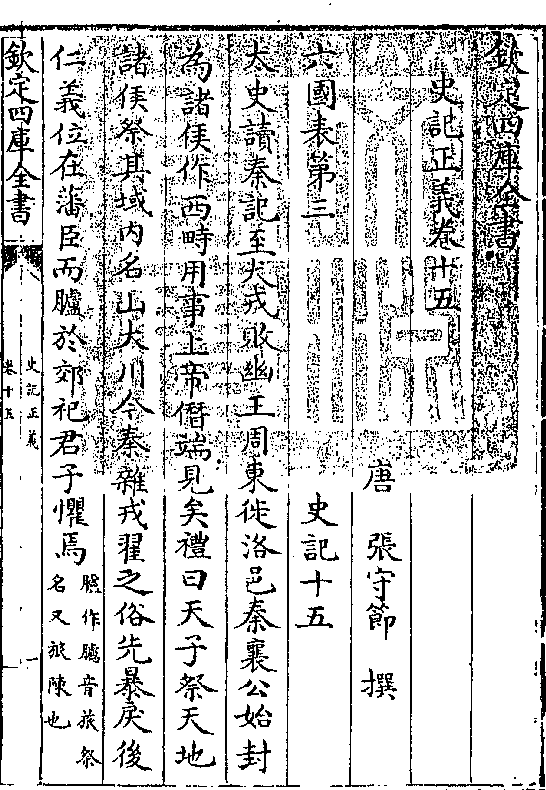 欽定四庫全書
史記正義卷十五
唐 張守節 撰
六國表第三 史記十五
太史讀秦記至犬戎敗幽王周東徙洛邑秦襄公始封
為諸侯作西畤用事上帝僭端見矣禮曰天子祭天地
諸侯祭其域内名山大川今秦雜戎翟之俗先暴戾後
仁義位在藩臣而臚於郊祀君子懼焉臚作臚音旅祭
名又旅陳也
欽定四庫全書
史記正義
卷十五
一